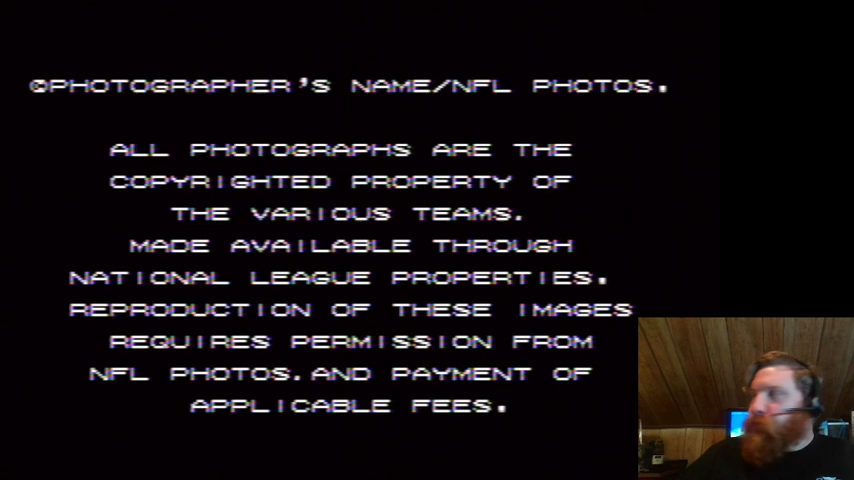 ©PHOTOGRAPHER'S NAME/NFL PHOTOS.
ALL PHOTOGRAPHS ARE THE
COPYRIGHTED PROPERTY OF
THE VARIOUS TEAMS.
MADE AVAILABLE THROUGH
NATIONAL LEAGUE PROPERTIES.
REPRODUCTION OF THESE IMAGES
REQUIRES PERMISSION FROM
NFL PHOTOS.AND PAYMENT OF
APPLICABLE FEES.